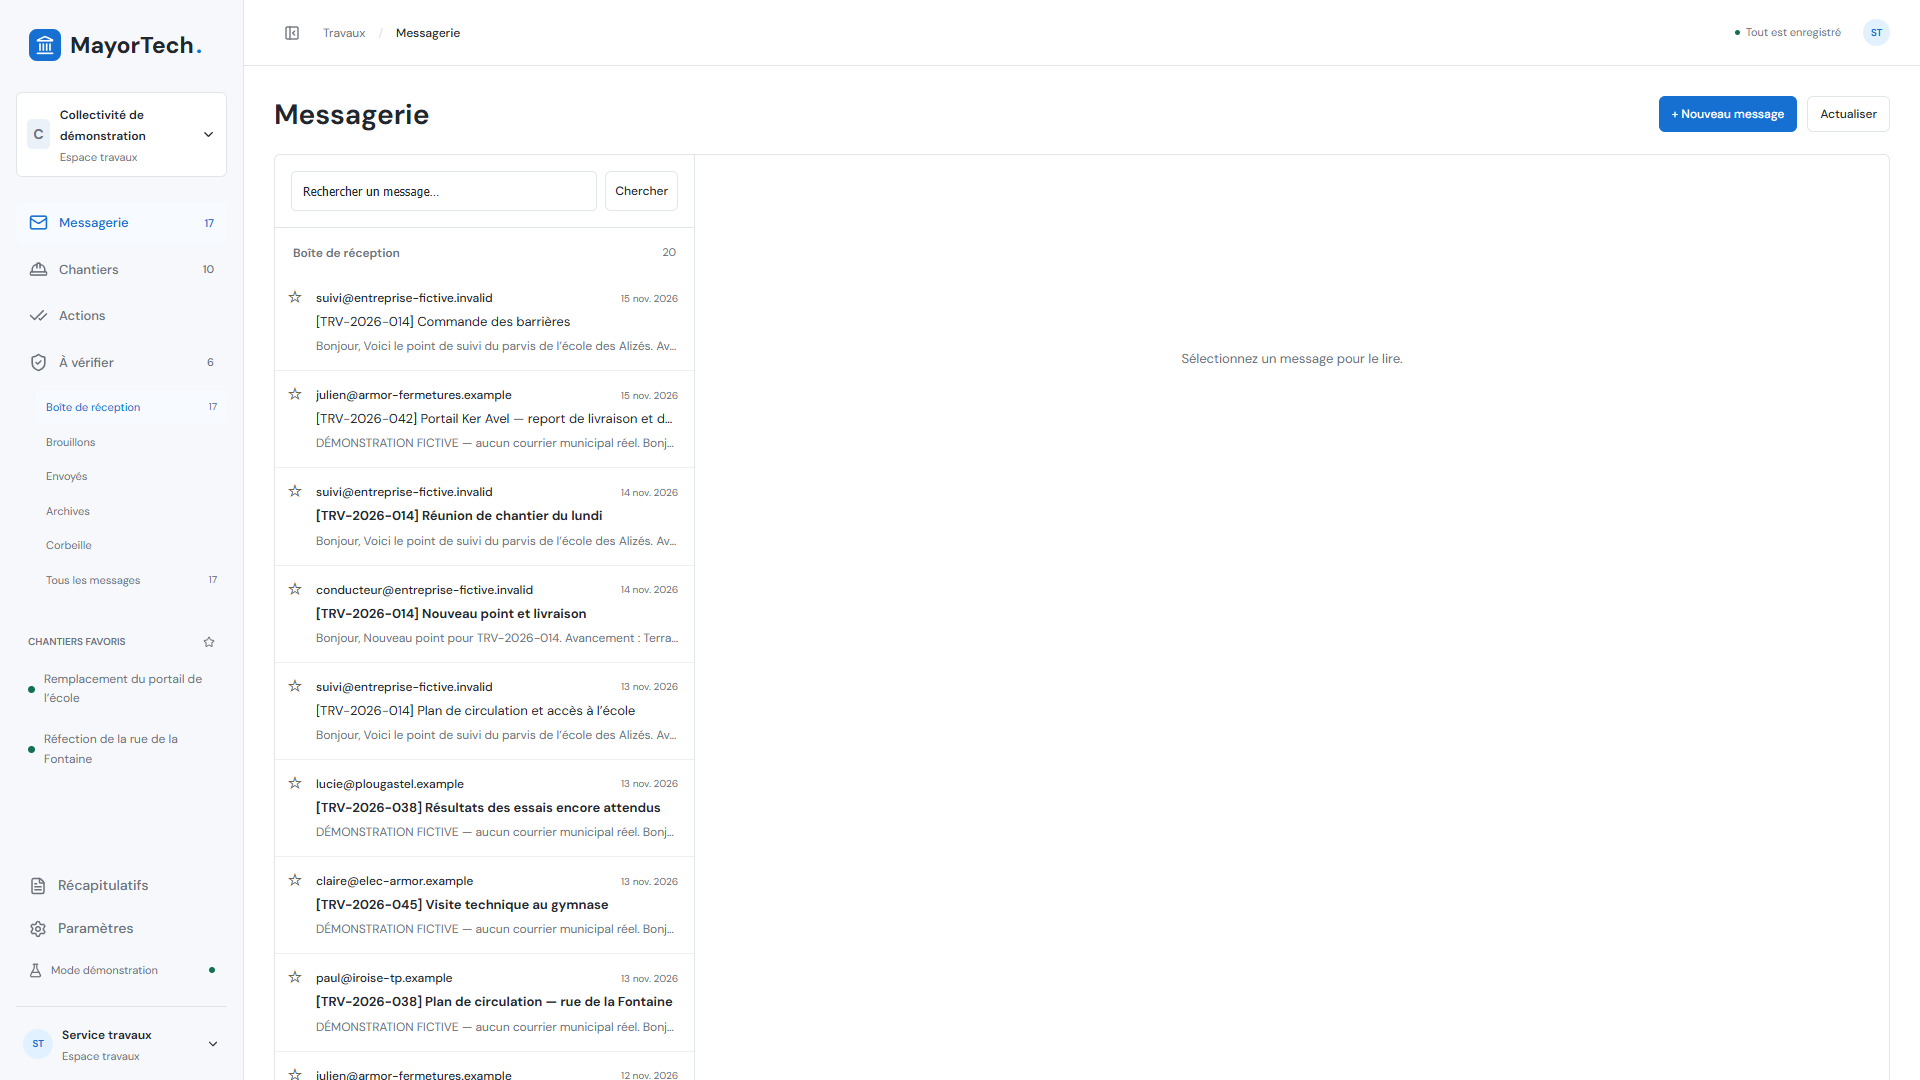 MayorTech.
C
Collectivité de
démonstration
Espace travaux
Messagerie 17
Chantiers 10
Actions
À vérifier 6
Boîte de réception 17
Brouillons
Envoyés
Archives
Corbeille
Tous les messages 17
CHANTIERS FAVORIS
Remplacement du portail de
l'école
Réfection de la rue de la
Fontaine
Récapitulatifs
Paramètres
Mode démonstration
ST
Service travaux
Espace travaux
Travaux / Messagerie
Tout est enregistré
ST
Messagerie
+ Nouveau message
Actualiser
Rechercher un message...
Chercher
Boîte de réception 20
suivi@entreprise-fictive.invalid 15 nov. 2026
[TRV-2026-014] Commande des barrières
Bonjour, Voici le point de suivi du parvis de l'école des Alizés. Av...
julien@armor-fermetures.example 15 nov. 2026
[TRV-2026-042] Portail Ker Avel — report de livraison et d...
DÉMONSTRATION FICTIVE — aucun courrier municipal réel. Bonj...
suivi@entreprise-fictive.invalid 14 nov. 2026
[TRV-2026-014] Réunion de chantier du lundi
Bonjour, Voici le point de suivi du parvis de l'école des Alizés. Av...
conducteur@entreprise-fictive.invalid 14 nov. 2026
[TRV-2026-014] Nouveau point et livraison
Bonjour, Nouveau point pour TRV-2026-014. Avancement : Terra...
suivi@entreprise-fictive.invalid 13 nov. 2026
[TRV-2026-014] Plan de circulation et accès à l'école
Bonjour, Voici le point de suivi du parvis de l'école des Alizés. Av...
lucie@plougastel.example 13 nov. 2026
[TRV-2026-038] Résultats des essais encore attendus
DÉMONSTRATION FICTIVE — aucun courrier municipal réel. Bonj...
claire@elec-armor.example 13 nov. 2026
[TRV-2026-045] Visite technique au gymnase
DÉMONSTRATION FICTIVE — aucun courrier municipal réel. Bonj...
paul@iroise-tp.example 13 nov. 2026
[TRV-2026-038] Plan de circulation — rue de la Fontaine
DÉMONSTRATION FICTIVE — aucun courrier municipal réel. Bonj...
julien@armor-fermetures.example 12 nov. 2026
Sélectionnez un message pour le lire.